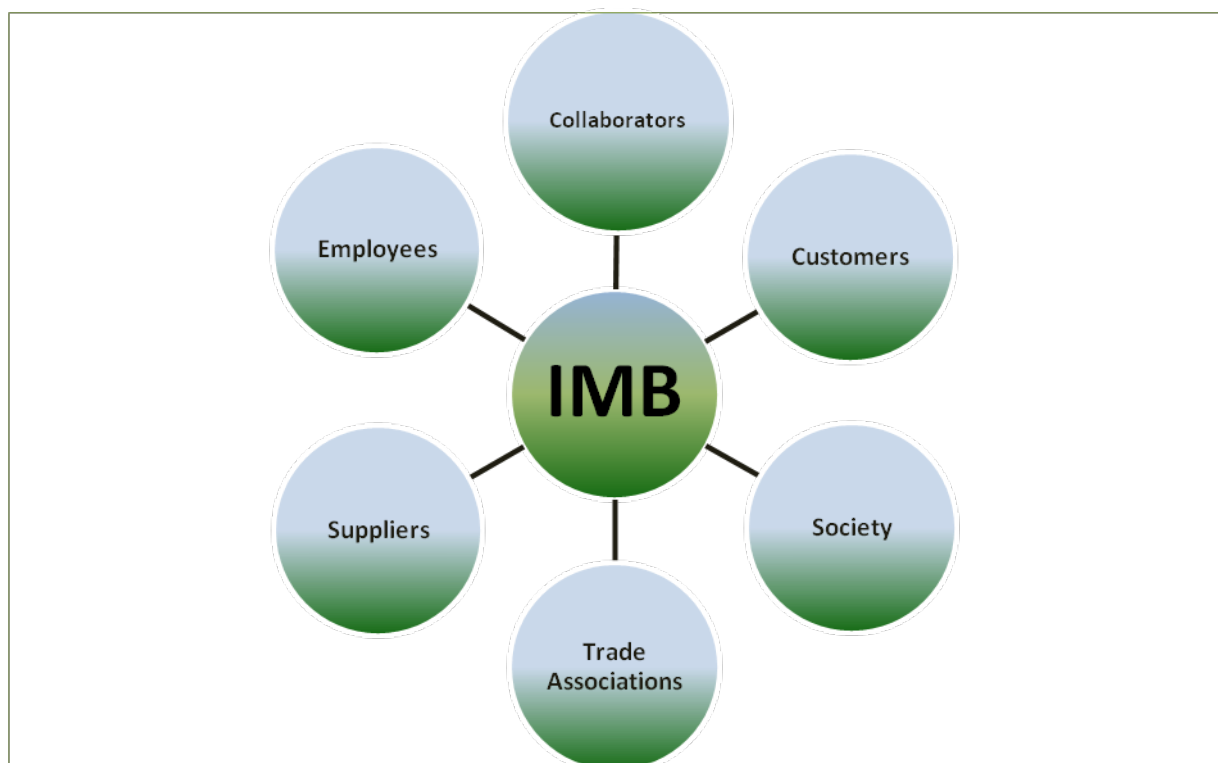 Collaborators
Employees
Customers
IMB
Suppliers
Society
Trade
Associations